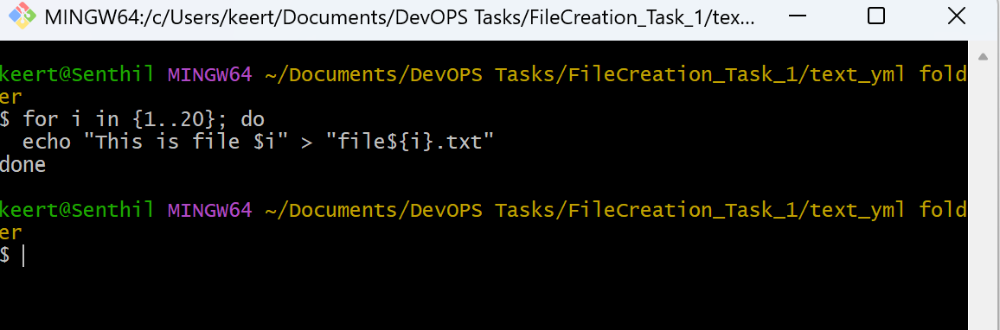 MINGW64:/c/Users/keert/Documents/DevOPS Tasks/FileCreation_Task_1/tex...
keert@Senthil MINGW64 ~/Documents/DevOPS Tasks/FileCreation_Task_1/text_yml fold
er
$ for i in {1..20}; do
  echo "This is file $i" > "file${i}.txt"
done
keert@Senthil MINGW64 ~/Documents/DevOPS Tasks/FileCreation_Task_1/text_yml fold
er
$